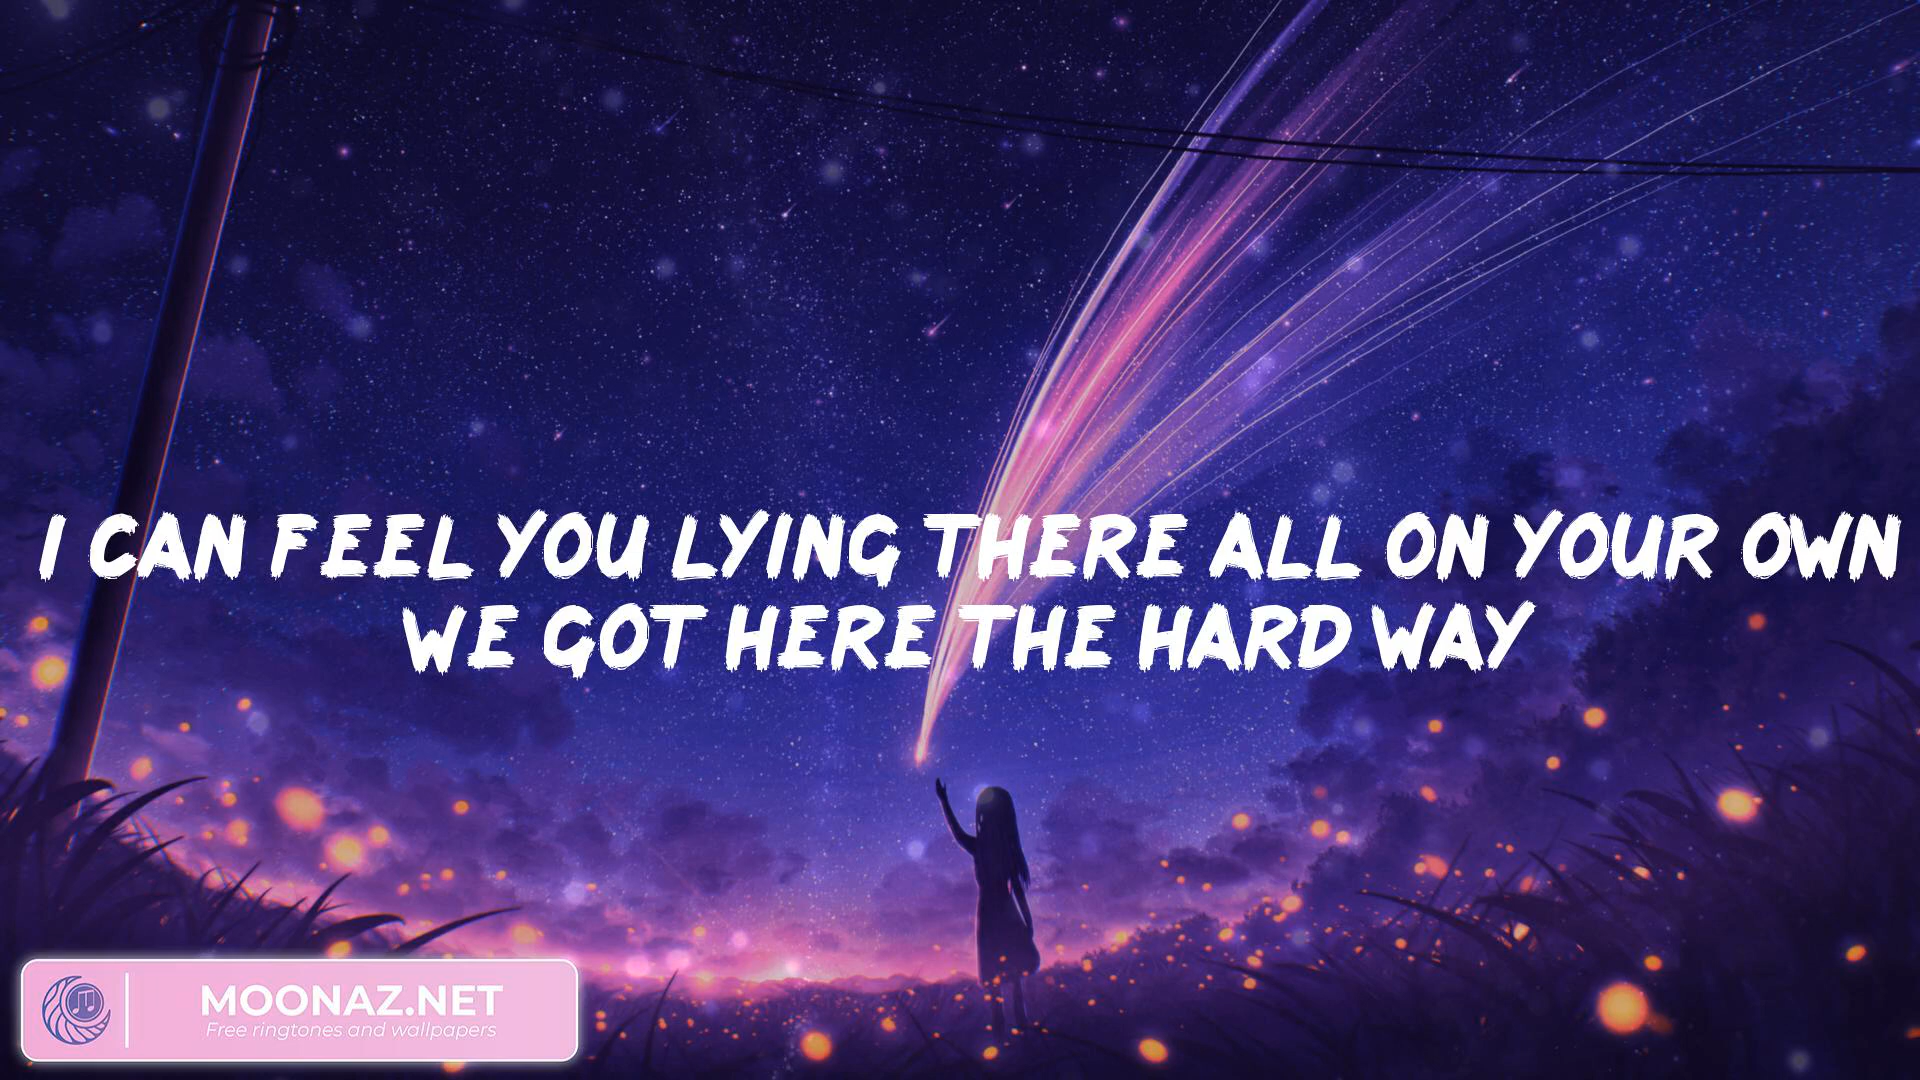 I CAN FEEL YOU LYING THERE ALL ON YOUR OWN
WE GOT HERE THE HARD WAY
MOONAZ.NET
Free ringtones and wallpapers